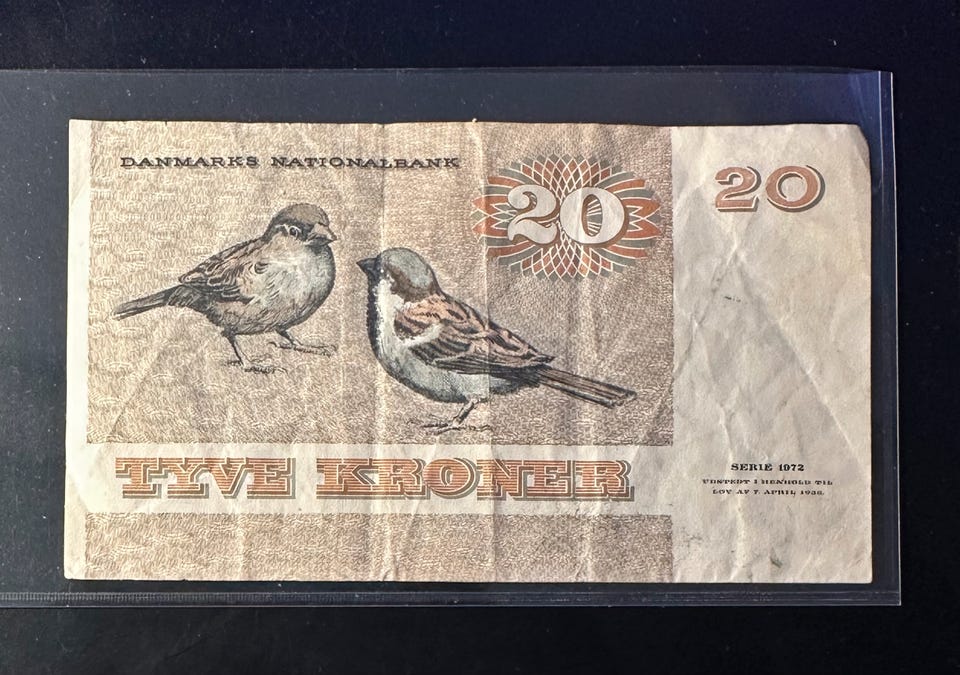 DANMARKS NATIONALBANK
20
20
TYVE KRONER
SERIE 1972
UDSTEDT I HENHOLD TIL
LOV AF 7. APRIL 1936.